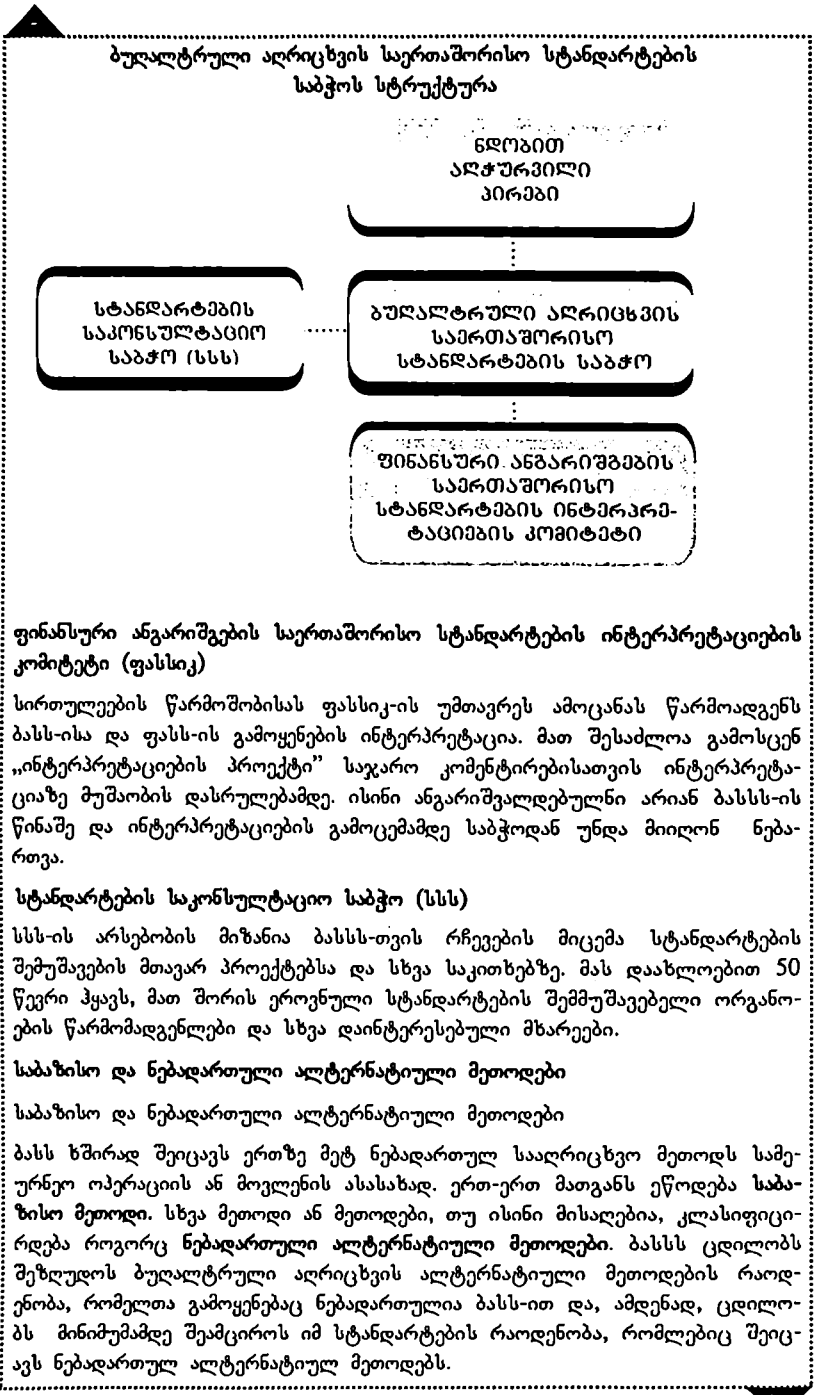 ბუღალტრული აღრიცხვის საერთაშორისო სტანდარტების
საბჭოს სტრუქტურა
ნდობით
აღჭურვილი
პირები
სტანდარტების
საკონსულტაციო
საბჭო (სსს)
ბუღალტრული აღრიცხვის
საერთაშორისო
სტანდარტების საბჭო
ფინანსური ანგარიშგების
საერთაშორისო
სტანდარტების ინტერპრე-
ტაციების კომიტეტი
ფინანსური ანგარიშგების საერთაშორისო სტანდარტების ინტერპრეტაციების
კომიტეტი (ფასსიკ)
სირთულეების წარმოშობისას ფასსიკ-ის უმთავრეს ამოცანას წარმოადგენს
ბასს-ისა და ფასს-ის გამოყენების ინტერპრეტაცია. მათ შესაძლოა გამოსცენ
„ინტერპრეტაციების პროექტი” საჯარო კომენტირებისათვის ინტერპრეტა-
ციაზე მუშაობის დასრულებამდე. ისინი ანგარიშვალდებულნი არიან ბასსს-ის
წინაშე და ინტერპრეტაციების გამოცემამდე საბჭოდან უნდა მიიღონ ნება-
რთვა.
სტანდარტების საკონსულტაციო საბჭო (სსს)
სსს-ის არსებობის მიზანია ბასსს-თვის რჩევების მიცემა სტანდარტების
შემუშავების მთავარ პროექტებსა და სხვა საკითხებზე. მას დაახლოებით 50
წევრი ჰყავს, მათ შორის ეროვნული სტანდარტების შემმუშავებელი ორგანო-
ების წარმომადგენლები და სხვა დაინტერესებული მხარეები.
საბაზისო და ნებადართული ალტერნატიული მეთოდები
საბაზისო და ნებადართული ალტერნატიული მეთოდები
ბასს ხშირად შეიცავს ერთზე მეტ ნებადართულ სააღრიცხვო მეთოდს სამე-
ურნეო ოპერაციის ან მოვლენის ასასახად. ერთ-ერთ მათგანს ეწოდება საბა-
ზისო მეთოდი. სხვა მეთოდი ან მეთოდები, თუ ისინი მისაღებია, კლასიფიცი-
რდება როგორც ნებადართული ალტერნატიული მეთოდები. ბასსს ცდილობს
შეზღუდოს ბუღალტრული აღრიცხვის ალტერნატიული მეთოდების რაოდ-
ენობა, რომელთა გამოყენებაც ნებადართულია ბასს-ით და, ამდენად, ცდილო-
ბს მინიმუმამდე შეამციროს იმ სტანდარტების რაოდენობა, რომლებიც შეიც-
ავს ნებადართულ ალტერნატიულ მეთოდებს.